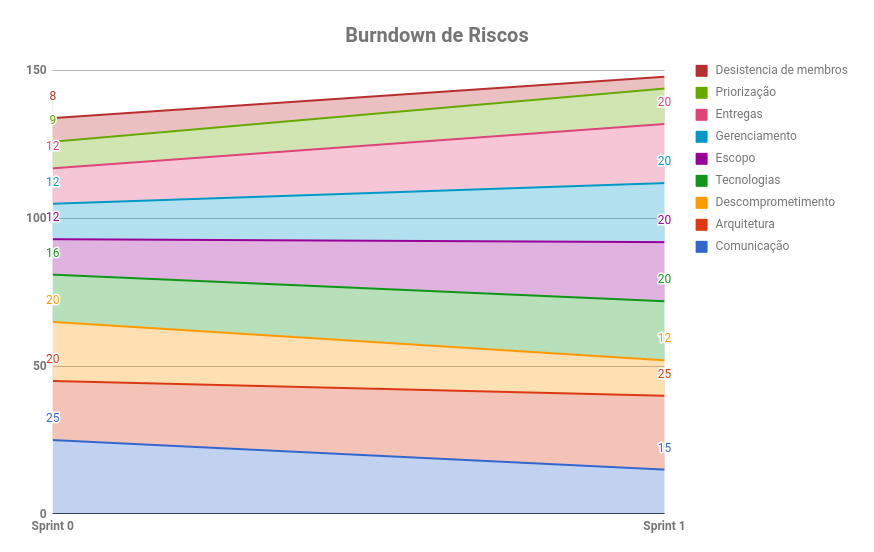 Burndown de Riscos
150
100
50
0
8
9
12
12
12
16
20
20
25
20
20
20
20
12
25
15
Sprint 0
Sprint 1
Desistencia de membros
Priorização
Entregas
Gerenciamento
Escopo
Tecnologias
Descomprometimento
Arquitetura
Comunicação